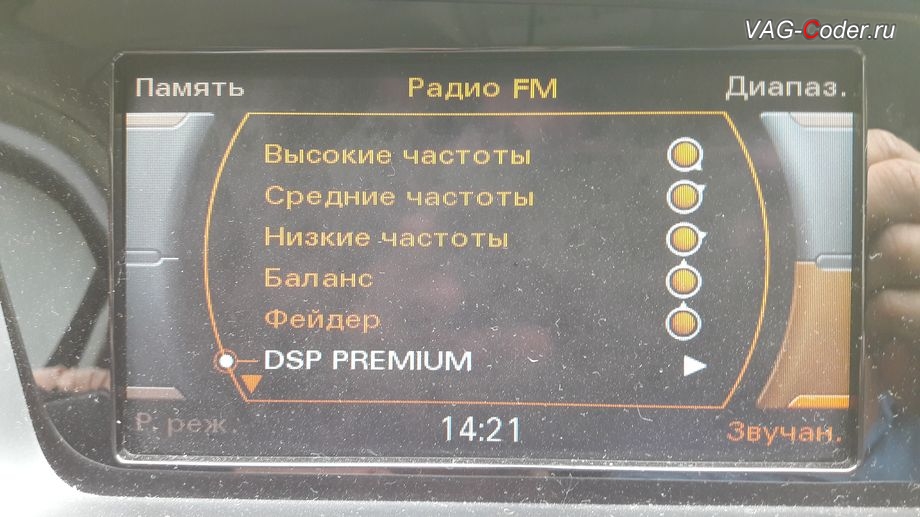 VAG-Coder.ru
Память Радио FM Диапаз.
Высокие частоты
Средние частоты
Низкие частоты
Баланс
Фейдер
DSP PREMIUM
Р. реж. 14:21 Звучан.